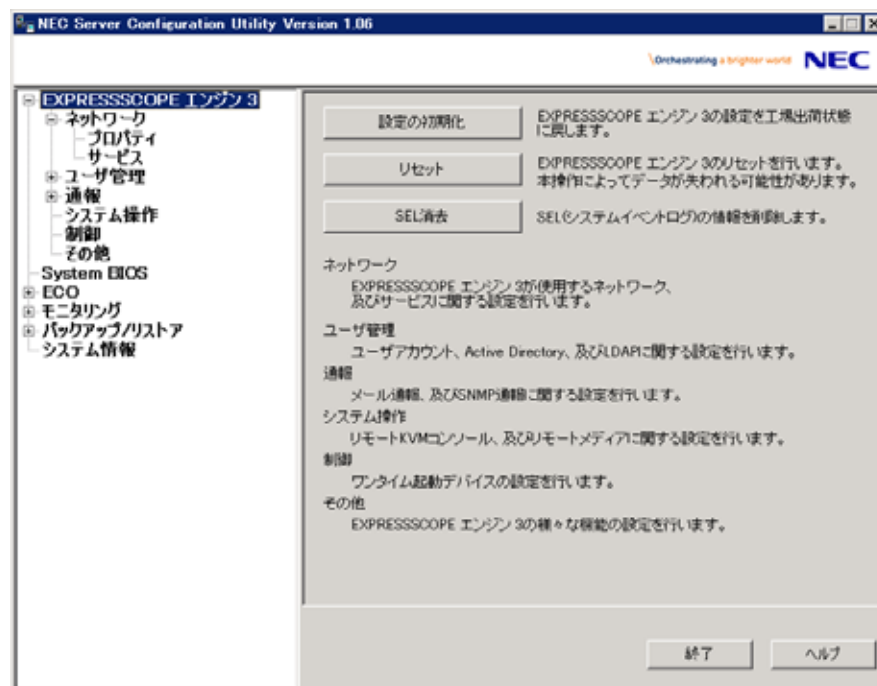 NEC Server Configuration Utility Version 1.06
Orchestrating a brighter world NEC
EXPRESSSCOPE エンジン 3
ネットワーク
プロパティ
サービス
ユーザ管理
通報
システム操作
制御
その他
System BIOS
ECO
モニタリング
バックアップ/リストア
システム情報
設定の初期化
EXPRESSSCOPE エンジン 3の設定を工場出荷状態
に戻します。
リセット
EXPRESSSCOPE エンジン 3のリセットを行います。
本操作によってデータが失われる可能性があります。
SEL消去
SEL(システムイベントログ)の情報を削除します。
ネットワーク
EXPRESSSCOPE エンジン 3が使用するネットワーク、
及びサービスに関する設定を行います。
ユーザ管理
ユーザアカウント、Active Directory、及びLDAPに関する設定を行います。
通報
メール通報、及びSNMP通報に関する設定を行います。
システム操作
リモートKVMコンソール、及びリモートメディアに関する設定を行います。
制御
ワンタイム起動デバイスの設定を行います。
その他
EXPRESSSCOPE エンジン 3の様々な機能の設定を行います。
終了
ヘルプ